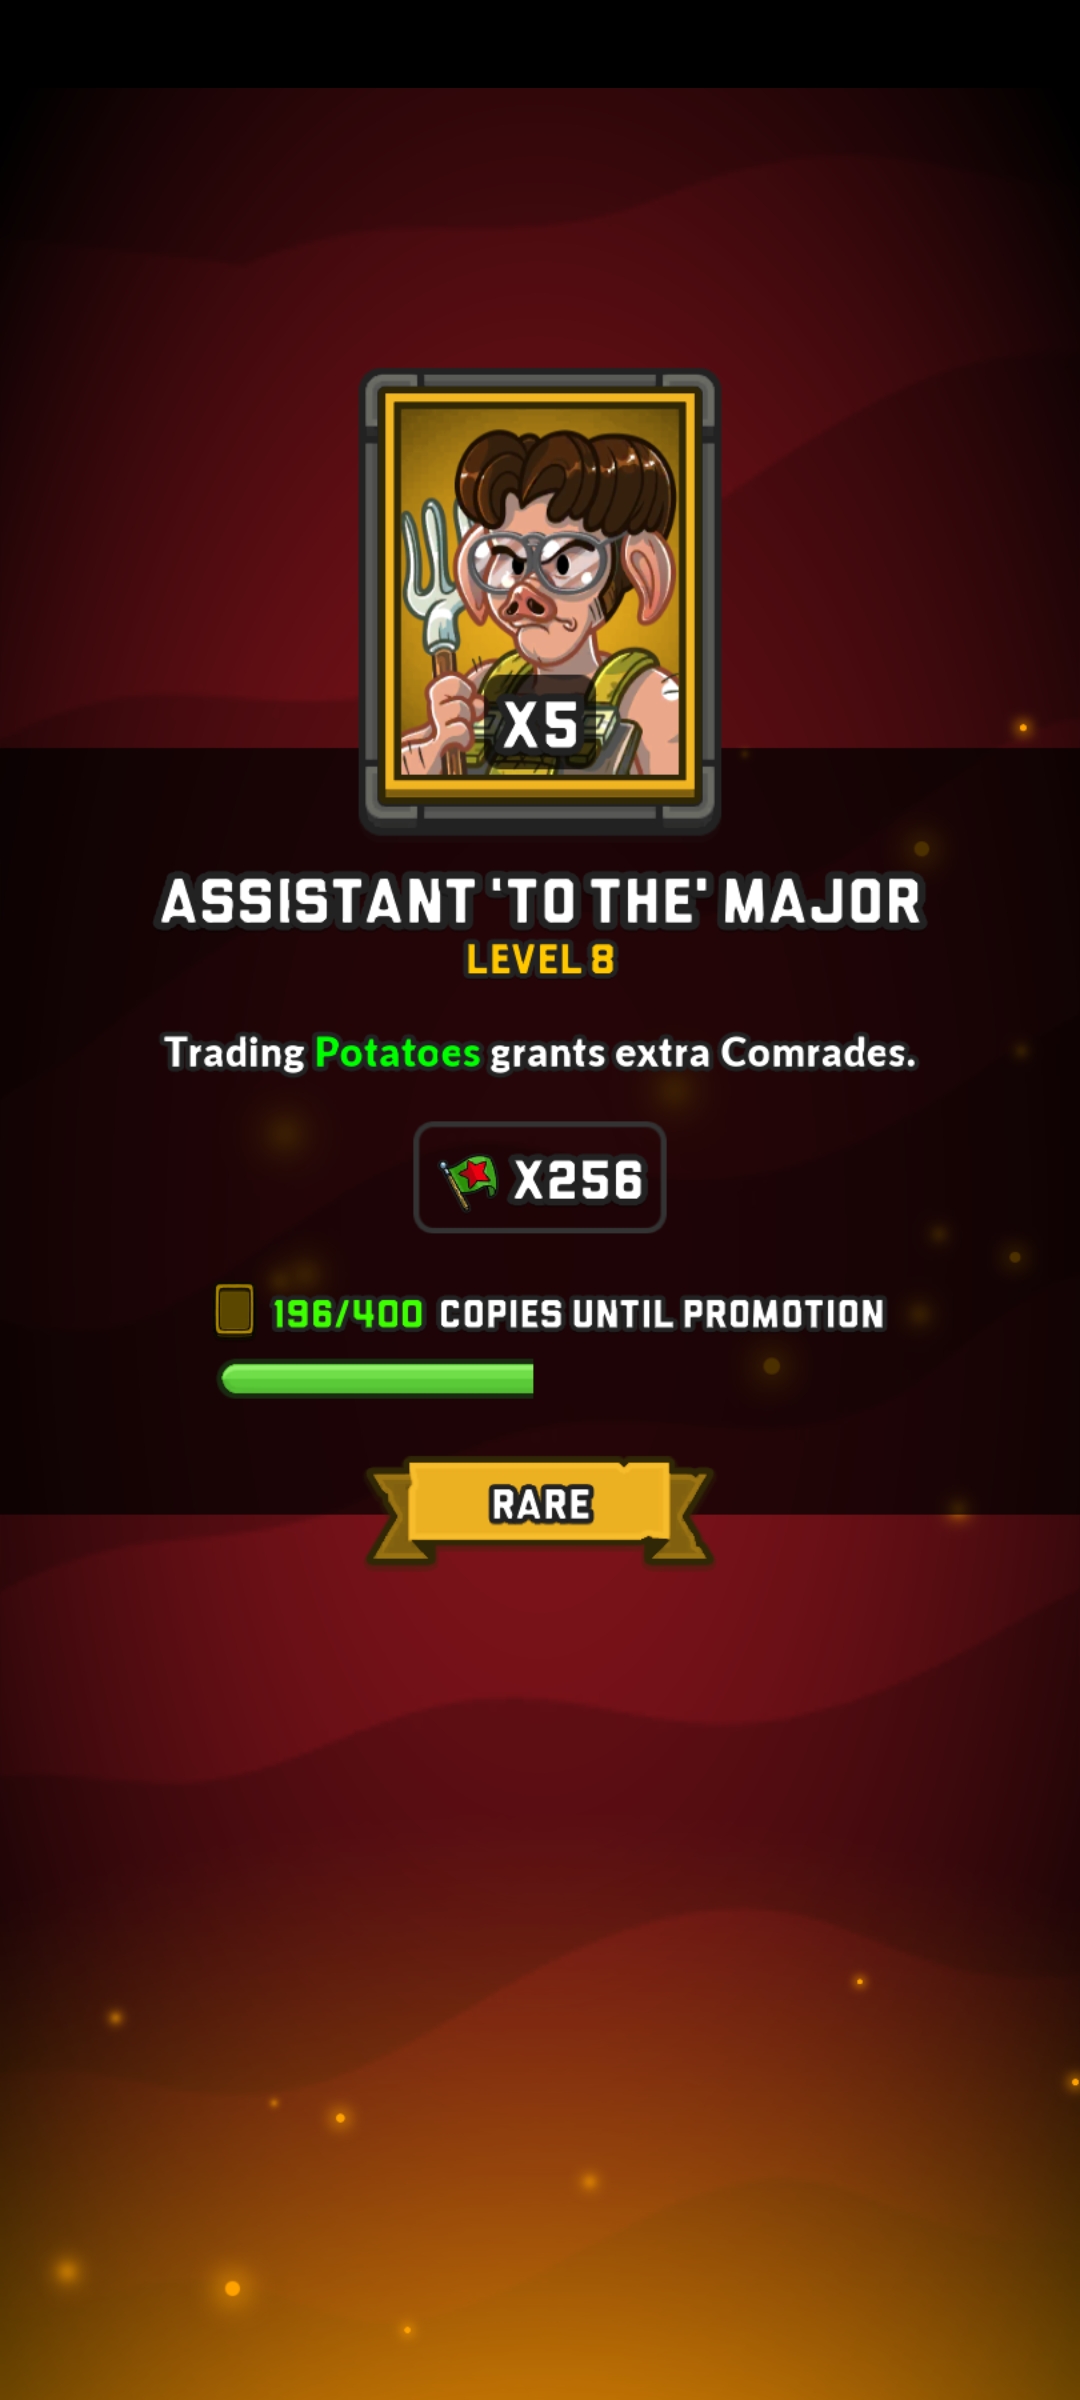 X5
ASSISTANT 'TO THE' MAJOR
LEVEL 8
Trading Potatoes grants extra Comrades.
X256
196/400 COPIES UNTIL PROMOTION
RARE